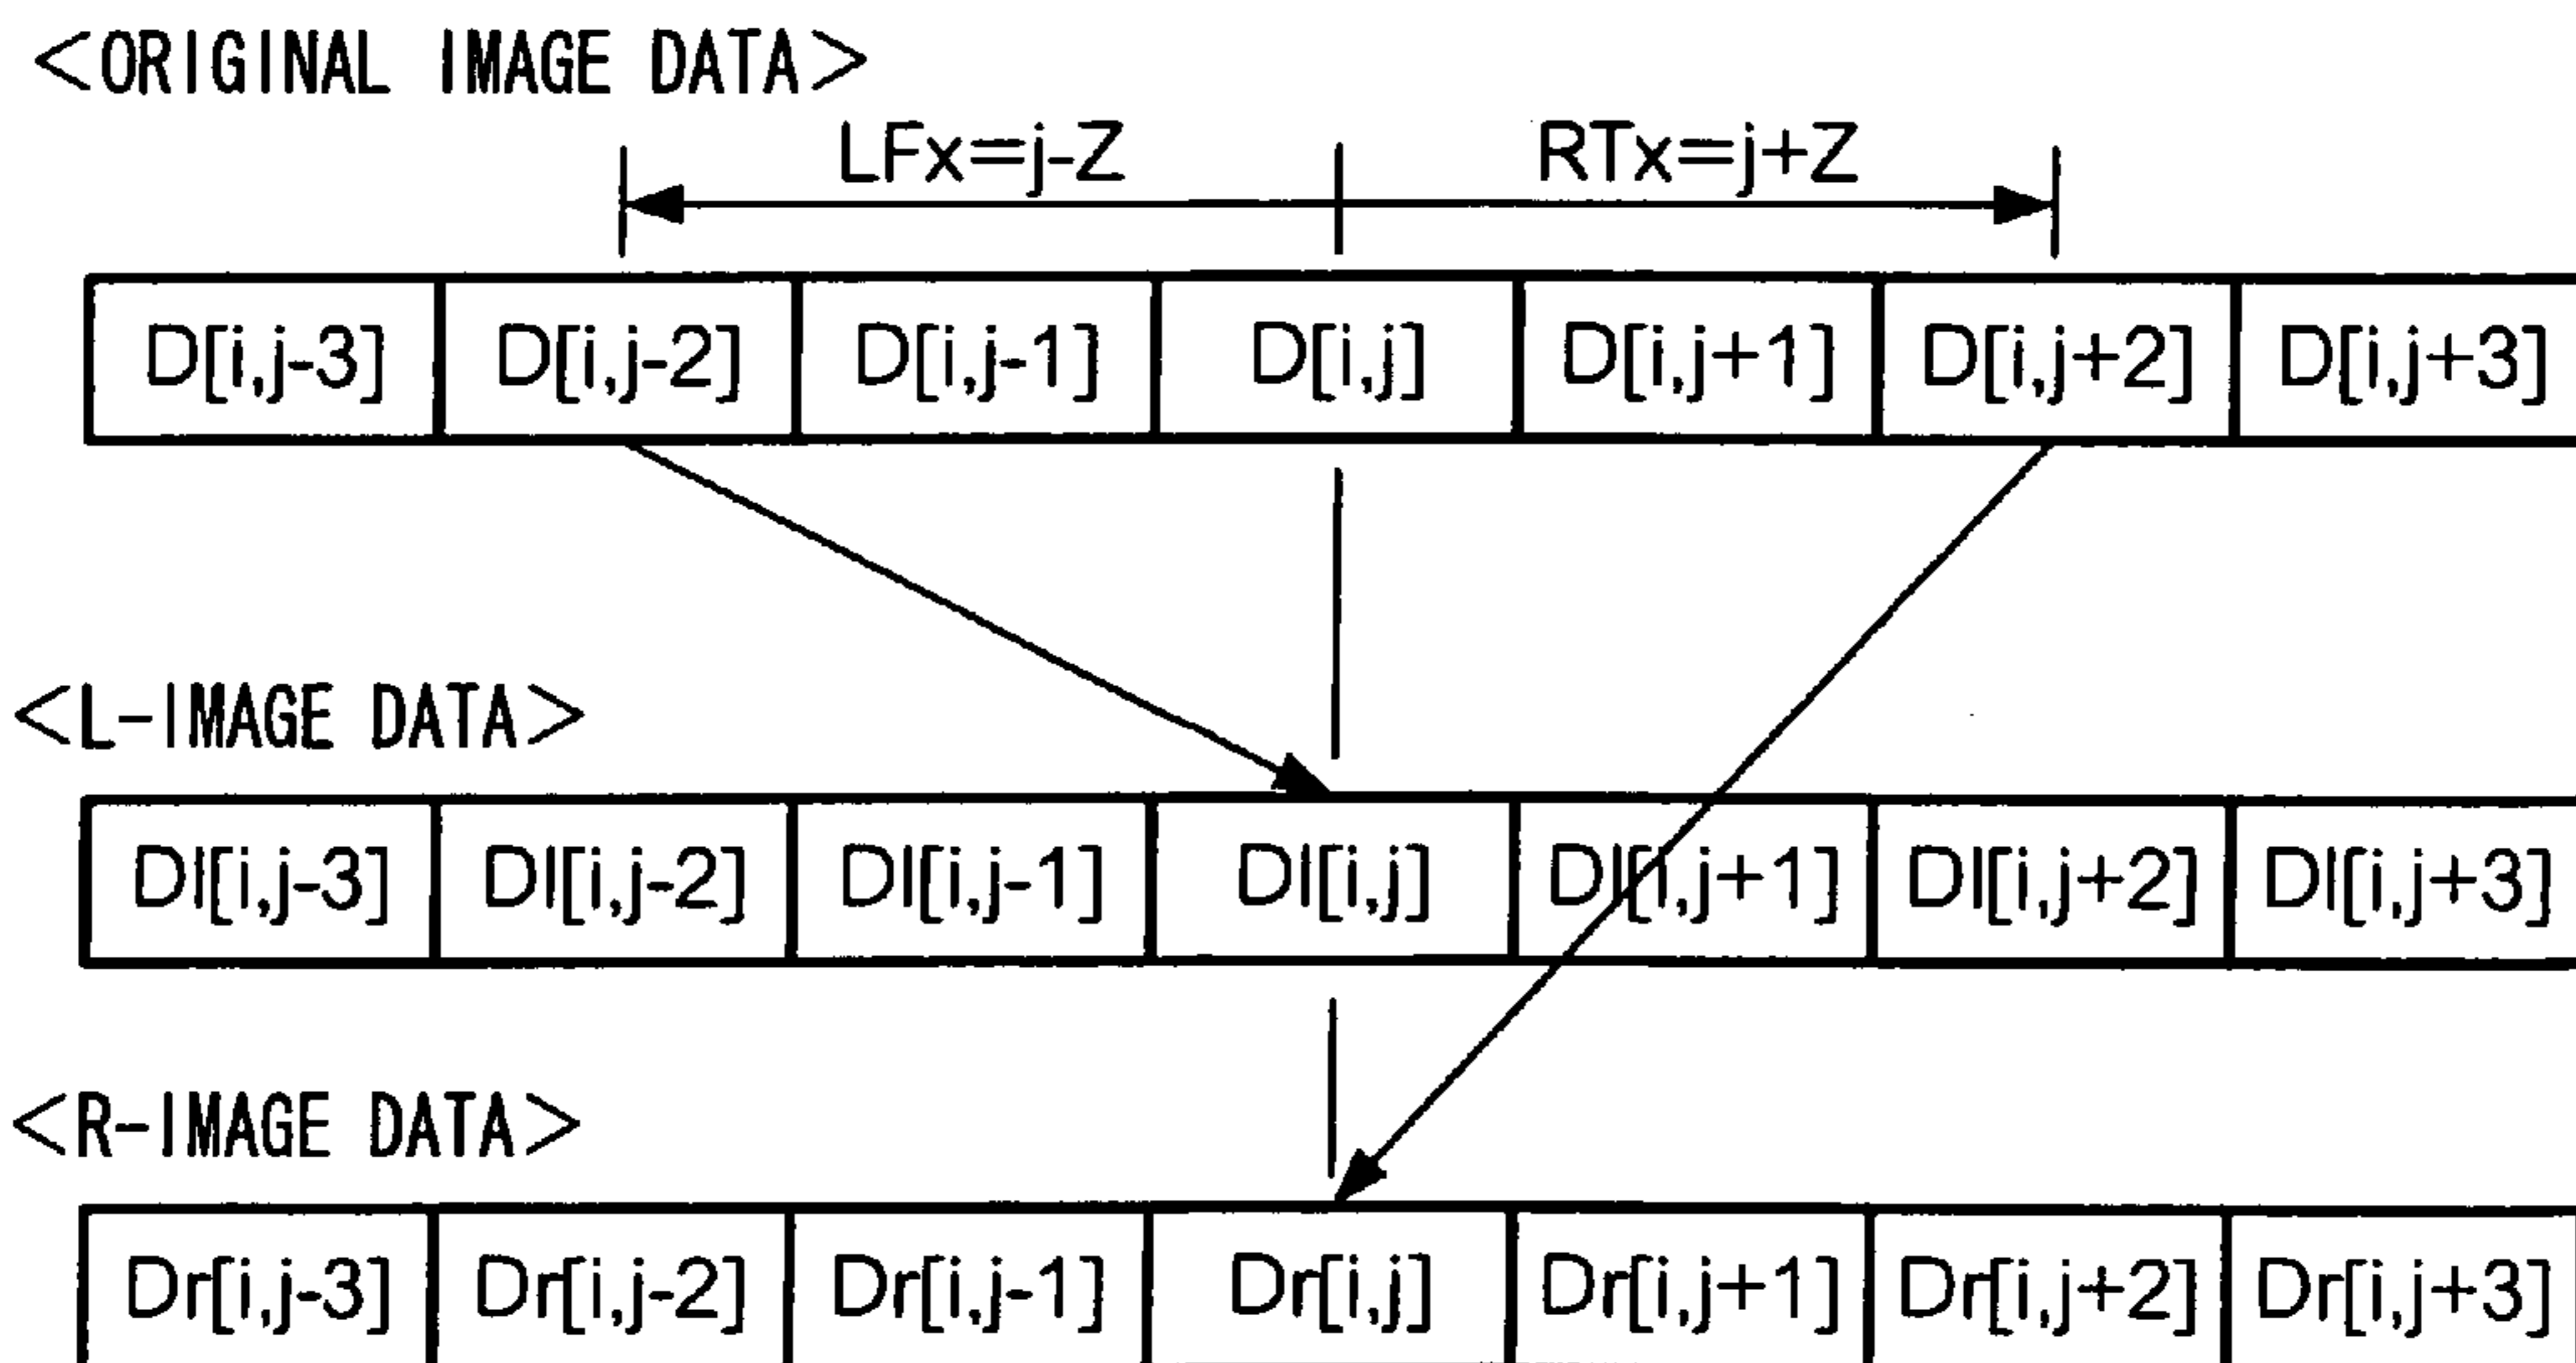 <ORIGINAL IMAGE DATA>
LFx=j-Z RTx=j+Z
D[i,j-3] D[i,j-2] D[i,j-1] D[i,j] D[i,j+1] D[i,j+2] D[i,j+3]
<L-IMAGE DATA>
Dl[i,j-3] Dl[i,j-2] Dl[i,j-1] Dl[i,j] Dl[i,j+1] Dl[i,j+2] Dl[i,j+3]
<R-IMAGE DATA>
Dr[i,j-3] Dr[i,j-2] Dr[i,j-1] Dr[i,j] Dr[i,j+1] Dr[i,j+2] Dr[i,j+3]